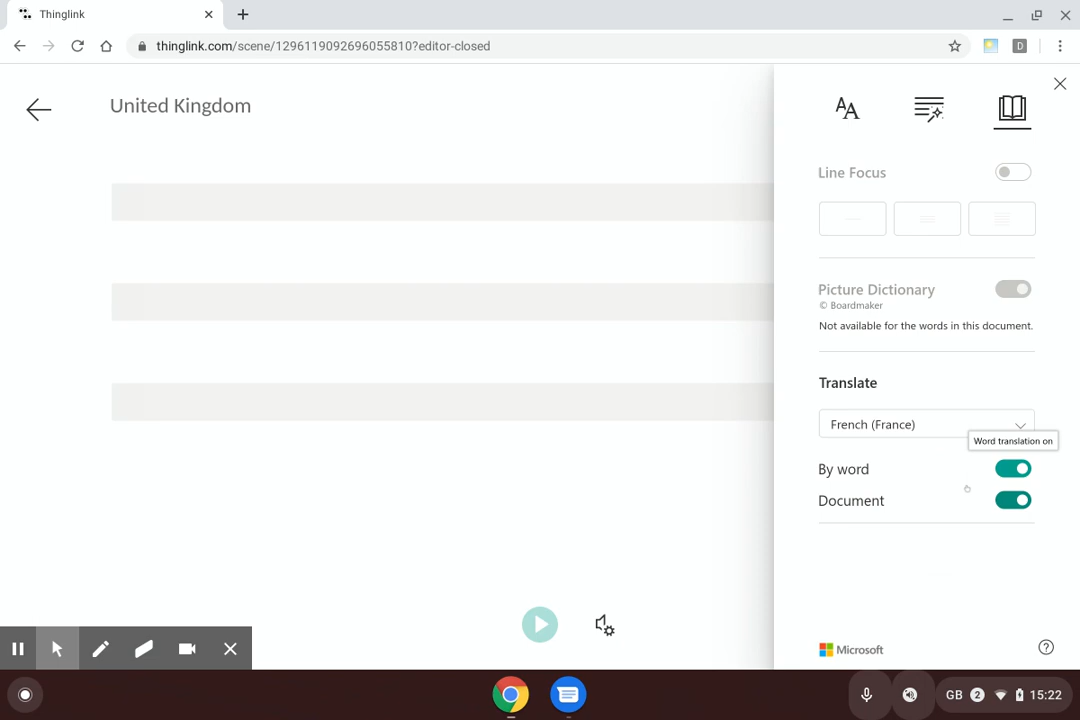 Thinglink
thinglink.com/scene/1296119092696055810?editor-closed
D
United Kingdom
AA
Line Focus
Picture Dictionary
© Boardmaker
Not available for the words in this document.
Translate
French (France)
Word translation on
By word
Document
Microsoft
GB 2 15:22